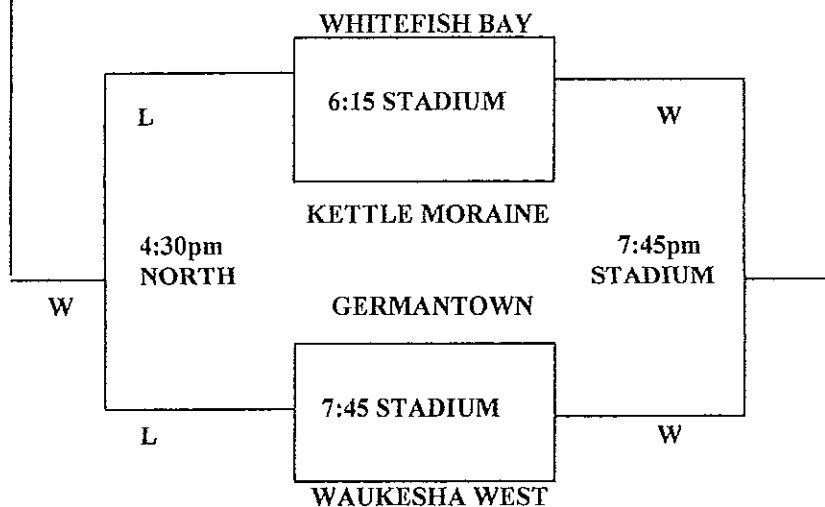 WHITEFISH BAY
6:15 STADIUM
L
W
KETTLE MORAINE
4:30pm
NORTH
7:45pm
STADIUM
W
GERMANTOWN
7:45 STADIUM
L
W
WAUKESHA WEST